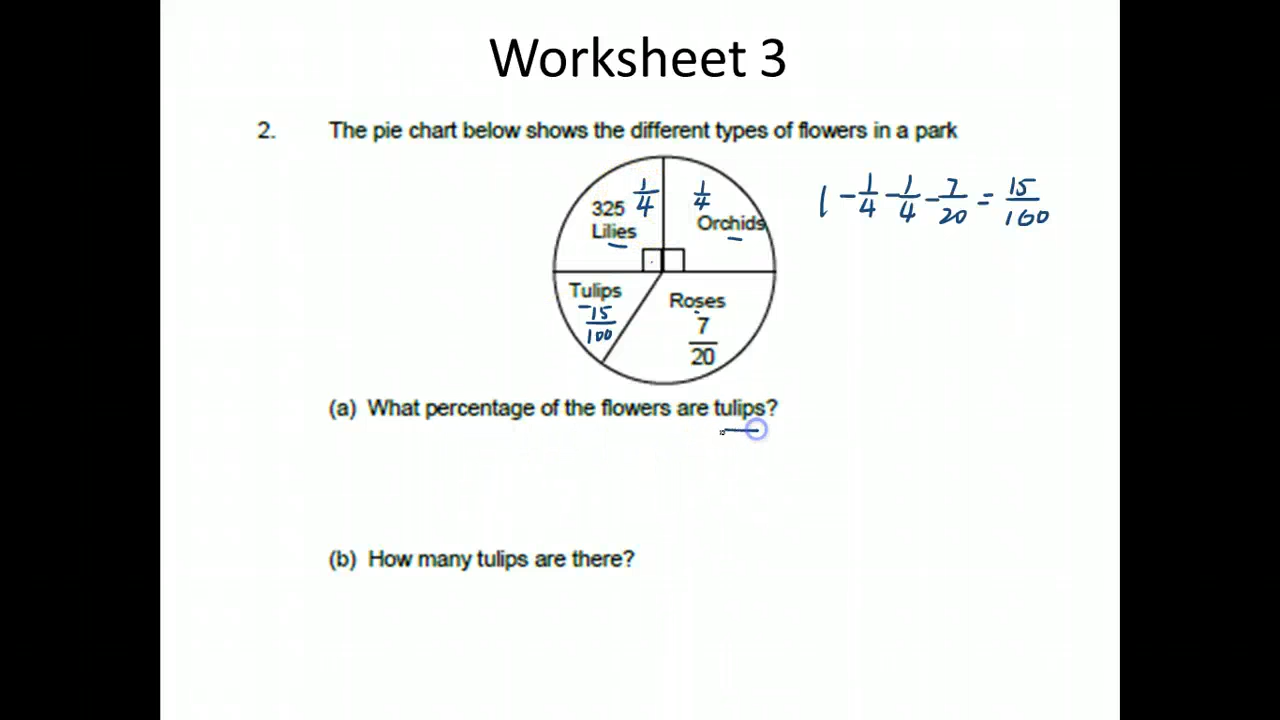 Worksheet 3
2. The pie chart below shows the different types of flowers in a park
325
Lilies
1/4
1/4
Orchids
1 - 1/4 - 1/4 - 7/20 = 15/100
Tulips
15/100
Roses
7/20
(a) What percentage of the flowers are tulips?
(b) How many tulips are there?